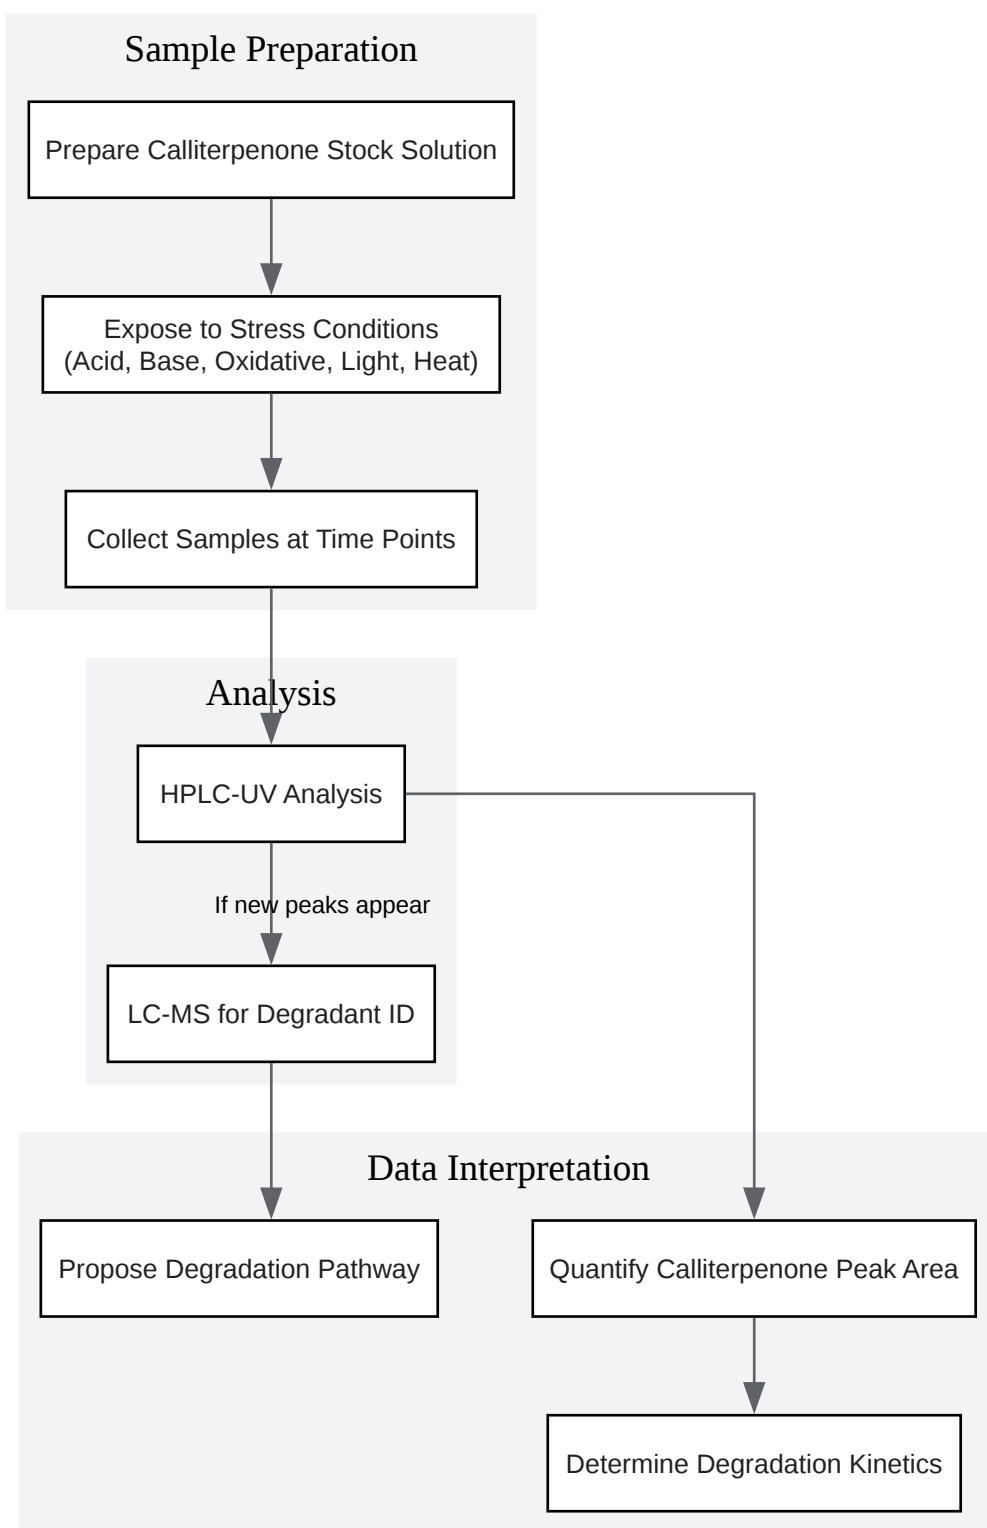 Sample Preparation
Prepare Calliterpenone Stock Solution
Expose to Stress Conditions
(Acid, Base, Oxidative, Light, Heat)
Collect Samples at Time Points
Analysis
HPLC-UV Analysis
If new peaks appear
LC-MS for Degradant ID
Data Interpretation
Propose Degradation Pathway
Quantify Calliterpenone Peak Area
Determine Degradation Kinetics